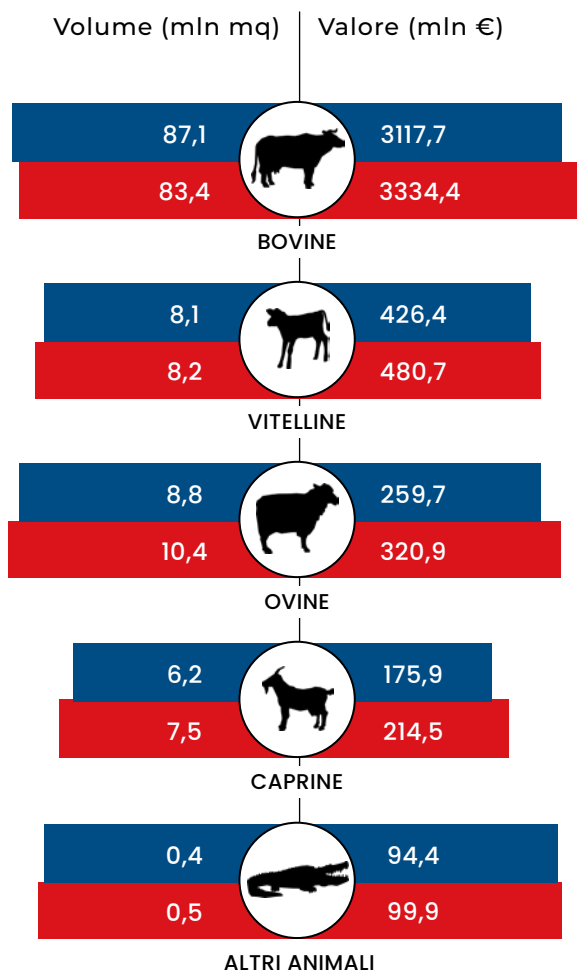 Volume (mln mq) Valore (mln €)
87,1 3117,7
83,4 3334,4
BOVINE
8,1 426,4
8,2 480,7
VITELLINE
8,8 259,7
10,4 320,9
OVINE
6,2 175,9
7,5 214,5
CAPRINE
0,4 94,4
0,5 99,9
ALTRI ANIMALI